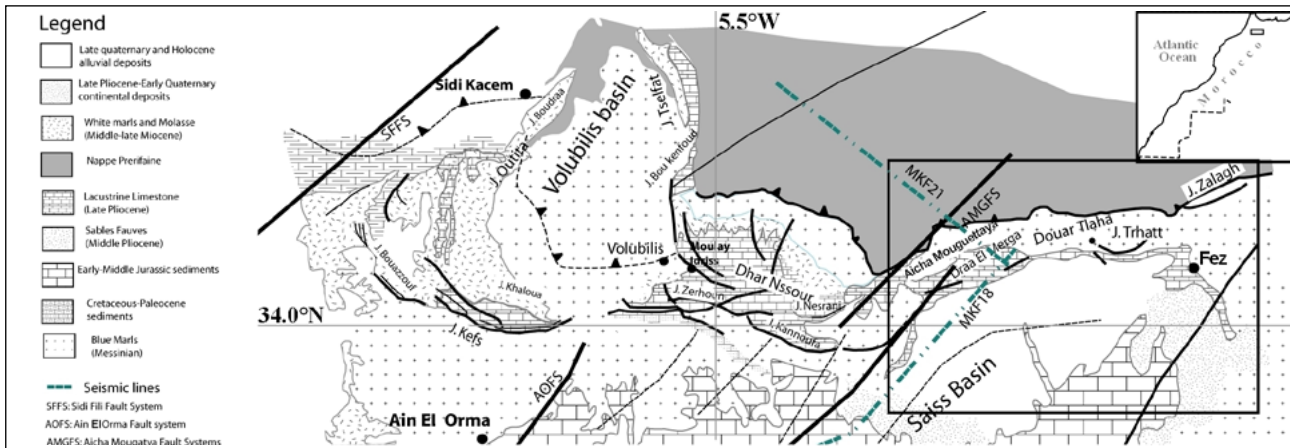 Legend
Late quaternary and Holocene
alluvial deposits
Late Pliocene-Early Quaternary
continental deposits
White marls and Molasse
(Middle-late Miocene)
Nappe Prerifaine
Lacustrine Limestone
(Late Pliocene)
Sables Fauves
(Middle Pliocene)
Early-Middle Jurassic sediments
Cretaceous-Paleocene
sediments
Blue Marls
(Messinian)
Seismic lines
SFFS: Sidi Fili Fault System
AOFS: Ain El Orma Fault system
AMGFS: Aicha Mougatya Fault Systems
5.5°W
Atlantic
Ocean
Morocco
Sidi Kacem
SFFS
J. Boudraa
J. Outita
Volubilis basin
J. Tselfat
J. Bou kenfoud
MKF21
AMGFS
J. Zalagh
Aicha Mouguettaya
Draa El Merga
Douar Tlaha
J. Trhatt
Fez
Volubilis
Moulay
Idriss
Dhar Nssour
J. Bouazzouf
J. Khaloua
J. Zerhoun
J. Nesrani
J. Kefs
J. Kannoufa
34.0°N
MKF18
Saiss Basin
AOFS
Ain El Orma